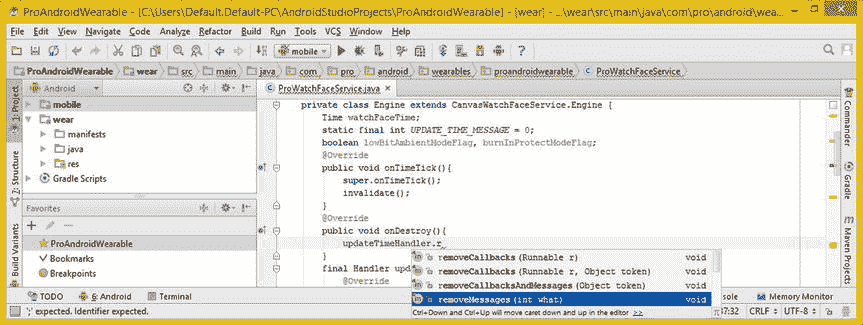 ProAndroidWearable - [C:\Users\Default.Default-PC\AndroidStudioProjects\ProAndroidWearable] - [wear] - ...\wear\src\main\java\com\pro\android\wea...
File Edit View Navigate Code Analyze Refactor Build Run Tools VCS Window Help
mobile
ProAndroidWearable wear src main java com pro android wearables proandroidwearable ProWatchFaceService
1: Project
Android
mobile
wear
manifests
java
res
Gradle Scripts
7: Structure
Favorites
ProAndroidWearable
Bookmarks
Breakpoints
Build Variants
ProWatchFaceService.java
private class Engine extends CanvasWatchFaceService.Engine {
Time watchFaceTime;
static final int UPDATE_TIME_MESSAGE = 0;
boolean lowBitAmbientModeFlag, burnInProtectModeFlag;
@Override
public void onTimeTick(){
super.onTimeTick();
invalidate();
}
@Override
public void onDestroy(){
updateTimeHandler.r
}
final Handler upd
@Override
removeCallbacks(Runnable r) void
removeCallbacks(Runnable r, Object token) void
removeCallbacksAndMessages(Object token) void
removeMessages(int what) void
Ctrl+Down and Ctrl+Up will move caret down and up in the editor >>
Commander
Gradle
Maven Projects
TODO 6: Android Terminal
sole Memory Monitor
';' expected. Identifier expected.
37:32 CRLF UTF-8